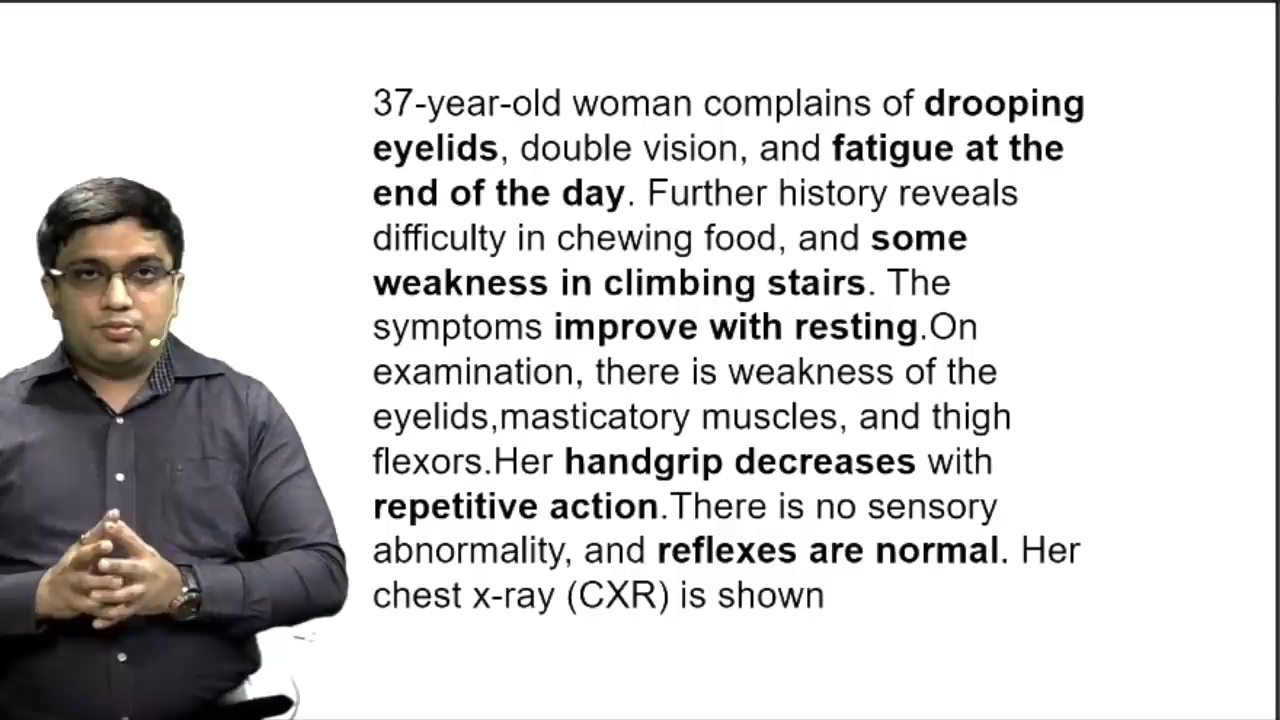 37-year-old woman complains of drooping
eyelids, double vision, and fatigue at the
end of the day. Further history reveals
difficulty in chewing food, and some
weakness in climbing stairs. The
symptoms improve with resting.On
examination, there is weakness of the
eyelids,masticatory muscles, and thigh
flexors.Her handgrip decreases with
repetitive action.There is no sensory
abnormality, and reflexes are normal. Her
chest x-ray (CXR) is shown